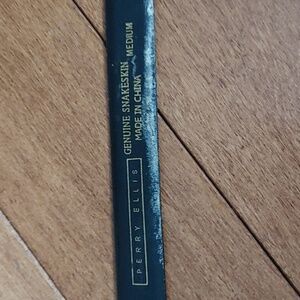 GENUINE SNAKESKIN MEDIUM
MADE IN CHINA
PERRY ELLIS